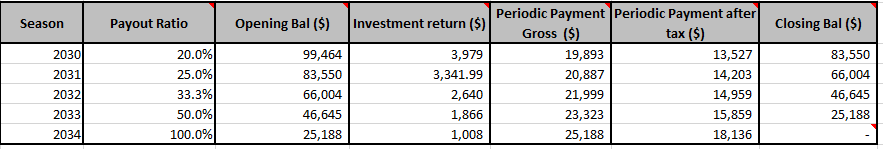 Season Payout Ratio Opening Bal ($) Investment return ($) Periodic Payment Gross ($) Periodic Payment after tax ($) Closing Bal ($)
2030 20.0% 99,464 3,979 19,893 13,527 83,550
2031 25.0% 83,550 3,341.99 20,887 14,203 66,004
2032 33.3% 66,004 2,640 21,999 14,959 46,645
2033 50.0% 46,645 1,866 23,323 15,859 25,188
2034 100.0% 25,188 1,008 25,188 18,136 -